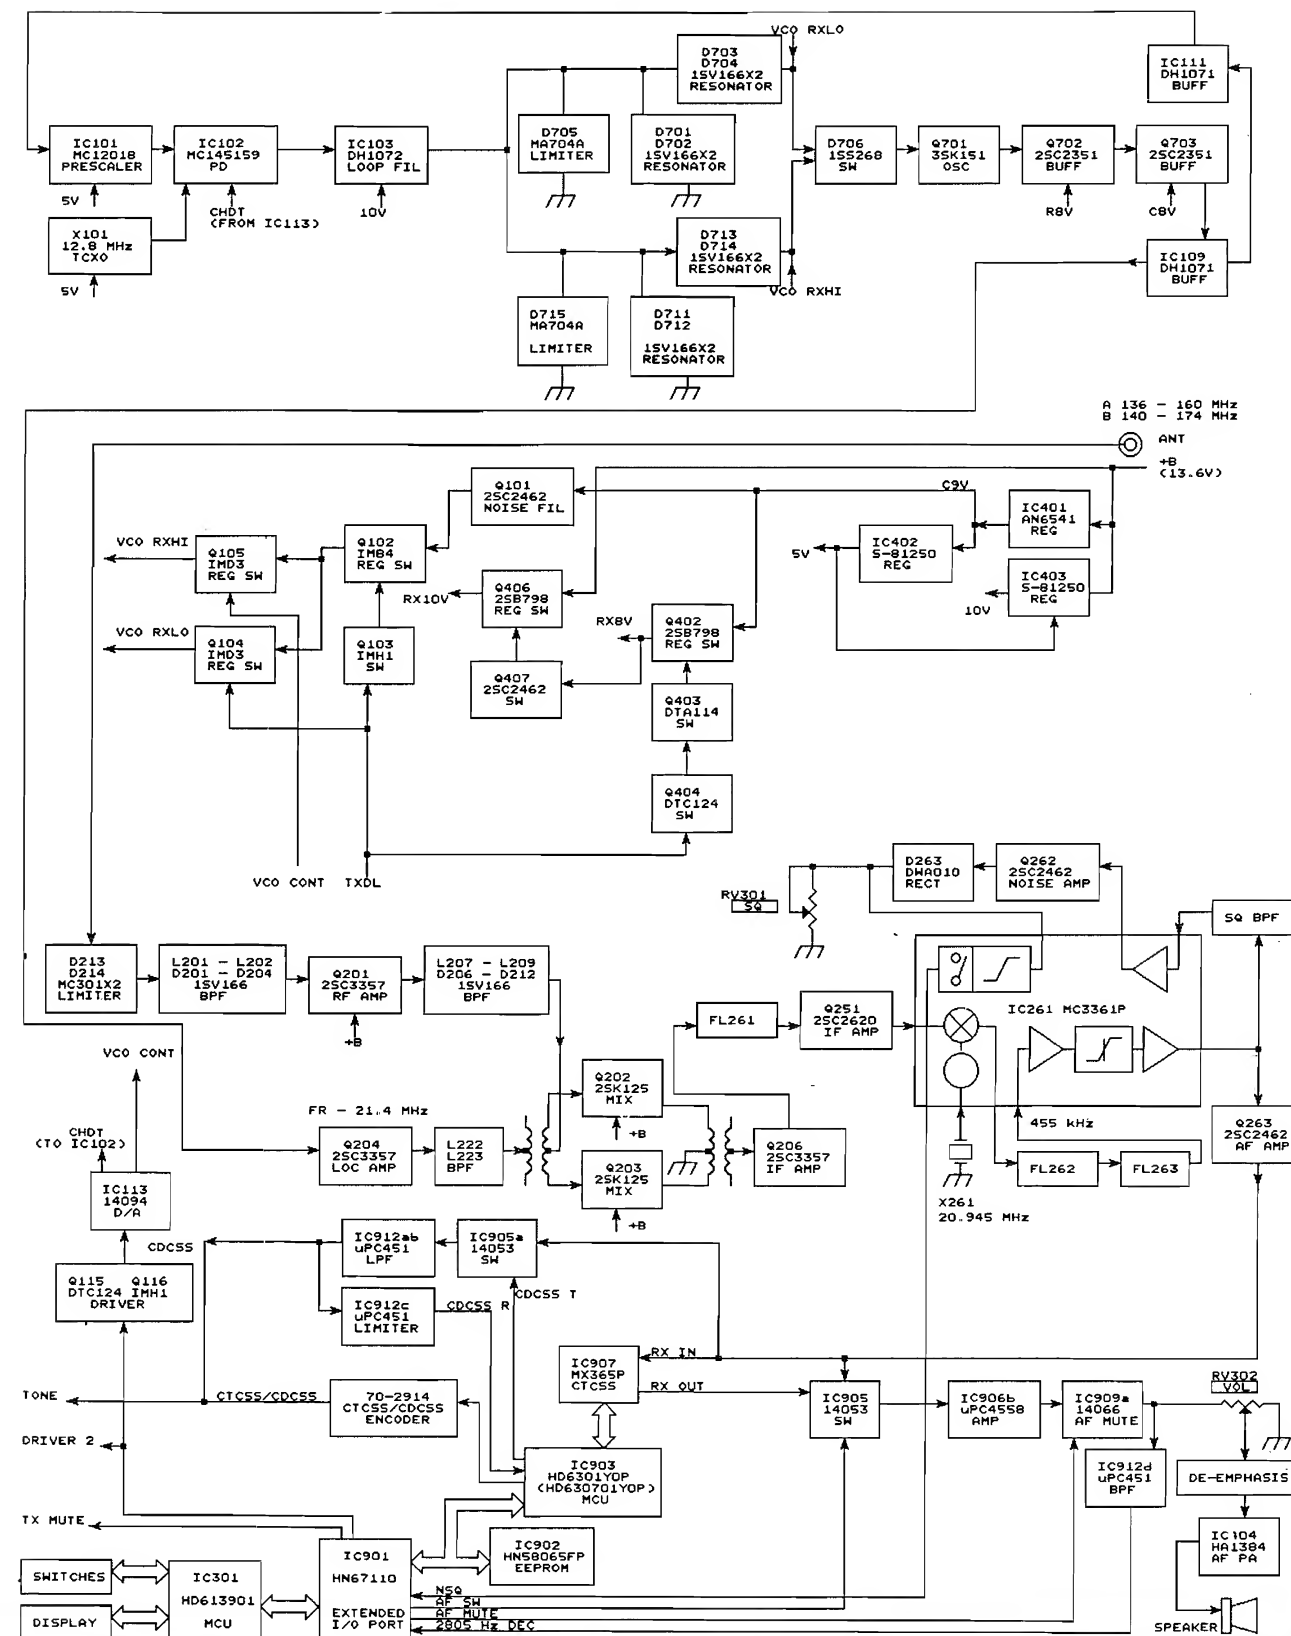 VCO RXLO
D703
D704
1SV166X2
RESONATOR
IC111
DH1071
BUFF
IC101
MC12018
PRESCALER
IC102
MC145159
PD
IC103
DH1072
LOOP FIL
D705
MA704A
LIMITER
D701
D702
1SV166X2
RESONATOR
D706
1SS268
SW
Q701
3SK151
OSC
Q702
2SC2351
BUFF
Q703
2SC2351
BUFF
5V
CHDT
(FROM IC113)
10V
R8V
C8V
X101
12.8 MHz
TCXO
5V
D713
D714
1SV166X2
RESONATOR
VCO RXHI
IC109
DH1071
BUFF
D715
MA704A
LIMITER
D711
D712
1SV166X2
RESONATOR
A 136 - 160 MHz
B 140 - 174 MHz
ANT
+B
(13.6V)
Q101
2SC2462
NOISE FIL
C9V
IC401
AN6541
REG
VCO RXHI
Q105
IMD3
REG SW
Q102
IMB4
REG SW
5V
IC402
S-81250
REG
Q406
2SB798
REG SW
RX10V
IC403
S-81250
REG
10V
VCO RXLO
Q104
IMD3
REG SW
Q103
IMH1
SW
RX8V
Q402
2SB798
REG SW
Q407
2SC2462
SW
Q403
DTA114
SW
Q404
DTC124
SW
VCO CONT TXDL
D263
DWA010
RECT
Q262
2SC2462
NOISE AMP
RV301
SQ
SQ BPF
D213
D214
MC301X2
LIMITER
L201 - L202
D201 - D204
1SV166
BPF
Q201
2SC3357
RF AMP
L207 - L209
D206 - D212
1SV166
BPF
+B
FL261
Q251
2SC2620
IF AMP
IC261 MC3361P
VCO CONT
Q202
2SK125
MIX
+B
FR - 21.4 MHz
CHDT
(TO IC102)
Q204
2SC3357
LOC AMP
L222
L223
BPF
Q206
2SC3357
IF AMP
455 kHz
Q263
2SC2462
AF AMP
Q203
2SK125
MIX
+B
FL262
FL263
X261
20.945 MHz
IC113
14094
D/A
CDCSS
IC912ab
uPC451
LPF
IC905a
14053
SW
Q115 Q116
DTC124 IMH1
DRIVER
IC912c
uPC451
LIMITER
CDCSS R
CDCSS T
IC907
MX365P
CTCSS
RX IN
RX OUT
TONE
CTCSS/CDCSS
70-2914
CTCSS/CDCSS
ENCODER
IC905
14053
SW
IC906b
uPC4558
AMP
IC909a
14066
AF MUTE
RV302
VOL
DRIVER 2
IC903
HD6301YOP
(HD630701YOP)
MCU
IC912d
uPC451
BPF
DE-EMPHASIS
TX MUTE
IC901
HN67110
EXTENDED
I/O PORT
IC902
HN58065FP
EEPROM
IC104
HA1384
AF PA
SWITCHES
IC301
HD613901
MCU
DISPLAY
NSQ
AF SW
AF MUTE
2805 Hz DEC
SPEAKER